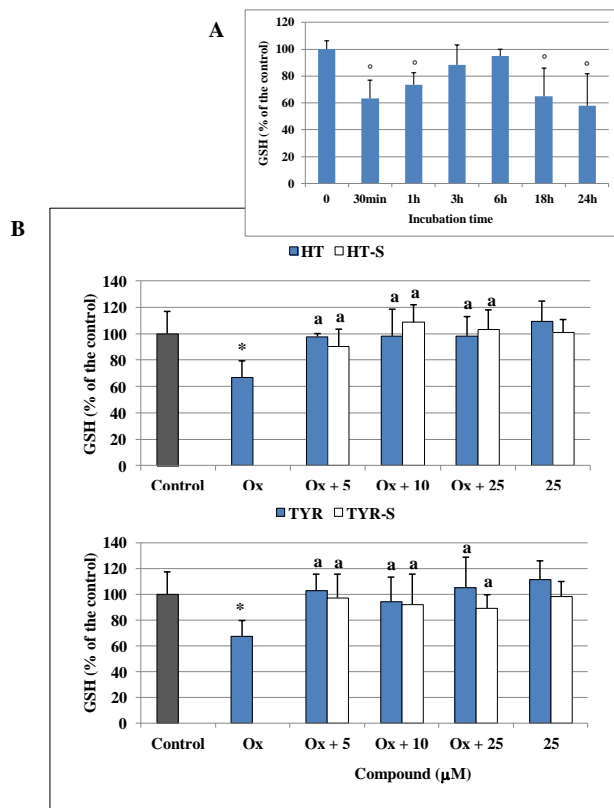 A
GSH (% of the control)
120
100
80
60
40
20
0
° ° ° °
0 30min 1h 3h 6h 18h 24h
Incubation time
B
HT HT-S
GSH (% of the control)
140
120
100
80
60
40
20
0
* a a a a a a
Control Ox Ox + 5 Ox + 10 Ox + 25 25
TYR TYR-S
GSH (% of the control)
140
120
100
80
60
40
20
0
* a a a a a a
Control Ox Ox + 5 Ox + 10 Ox + 25 25
Compound (μM)